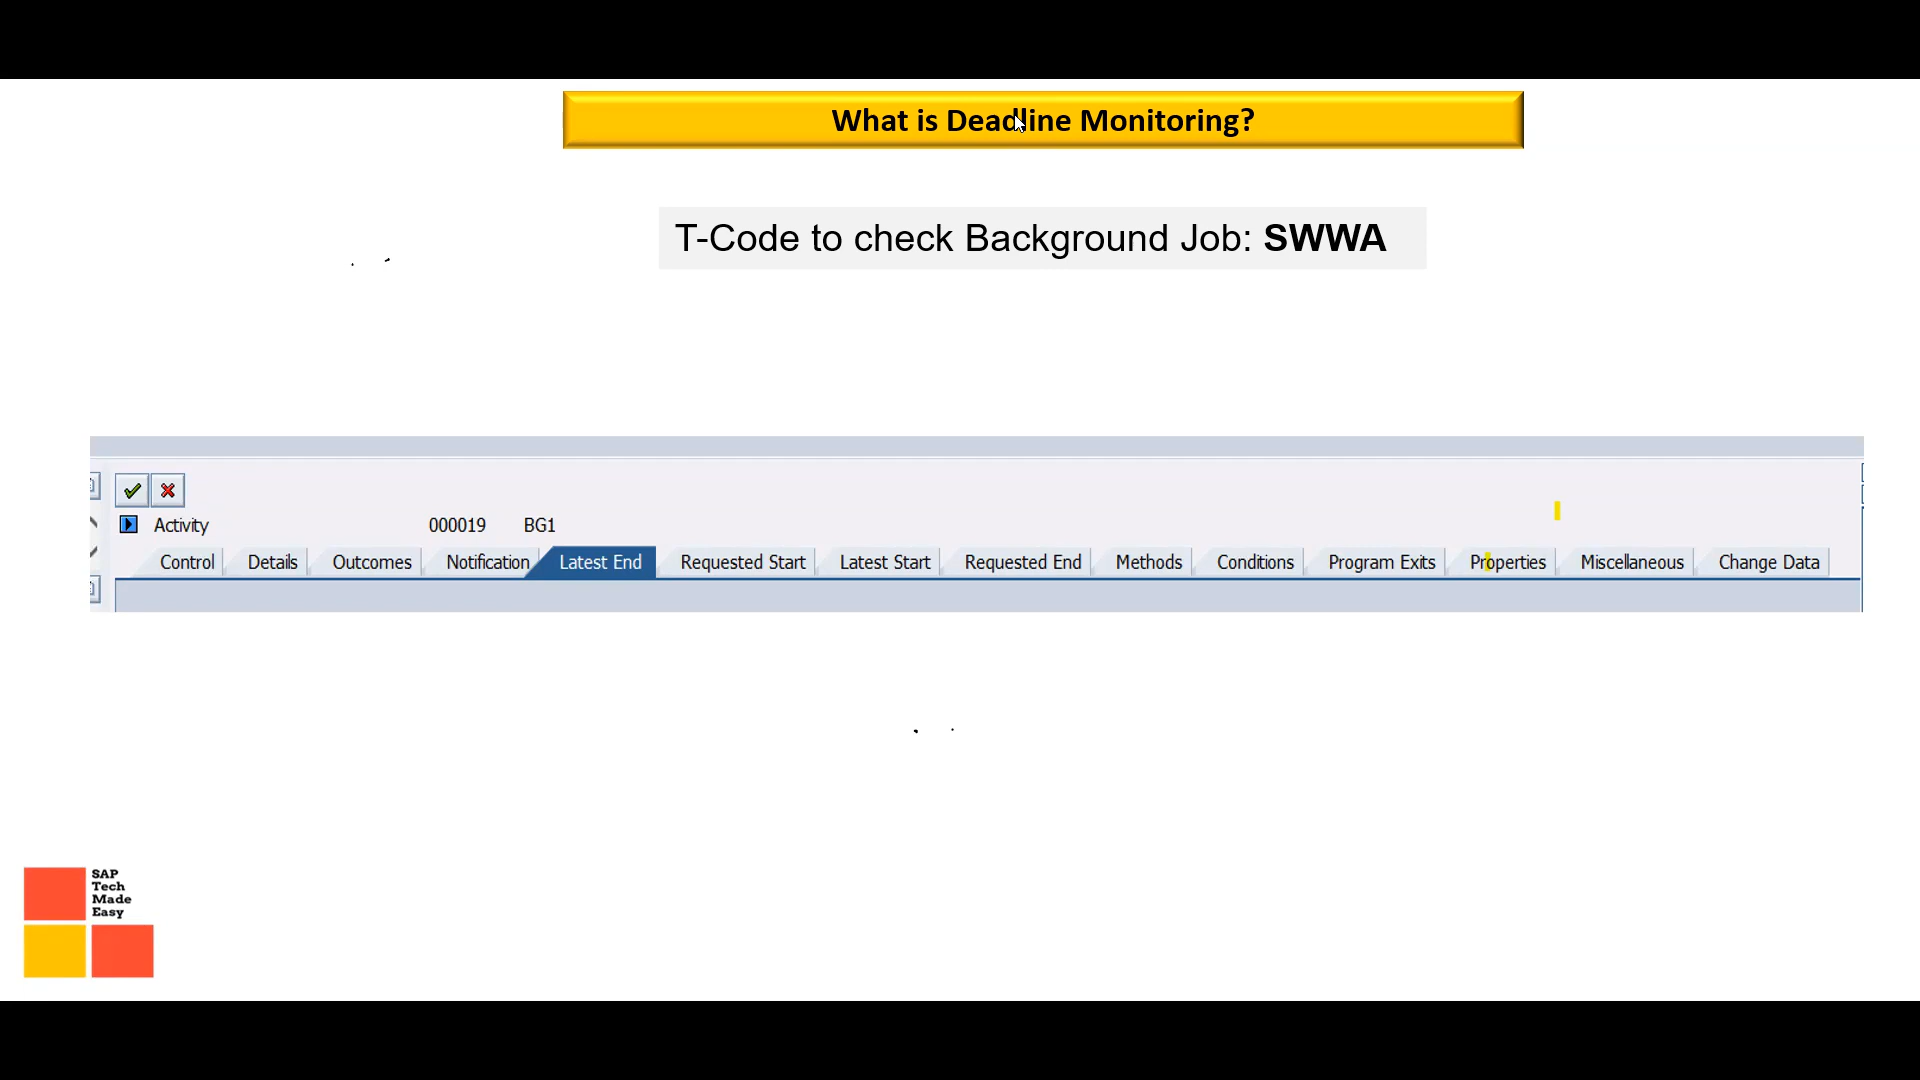 What is Deadline Monitoring?
T-Code to check Background Job: SWWA
Activity 000019 BG1
Control Details Outcomes Notification Latest End Requested Start Latest Start Requested End Methods Conditions Program Exits Properties Miscellaneous Change Data
SAP
Tech
Made
Easy